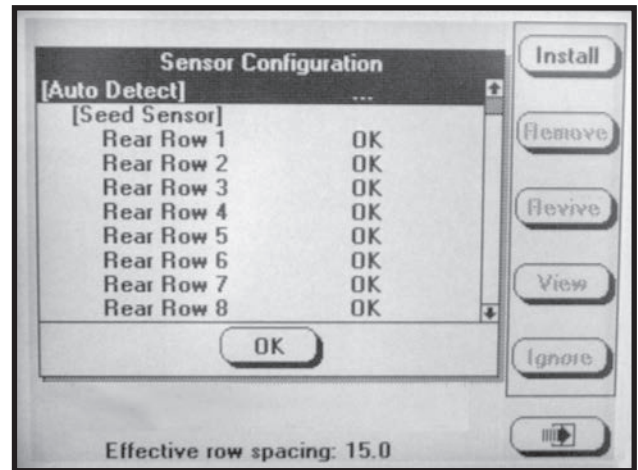 Sensor Configuration
[Auto Detect] ...
[Seed Sensor]
Rear Row 1 OK
Rear Row 2 OK
Rear Row 3 OK
Rear Row 4 OK
Rear Row 5 OK
Rear Row 6 OK
Rear Row 7 OK
Rear Row 8 OK
OK
Effective row spacing: 15.0
Install
Remove
Revive
View
Ignore